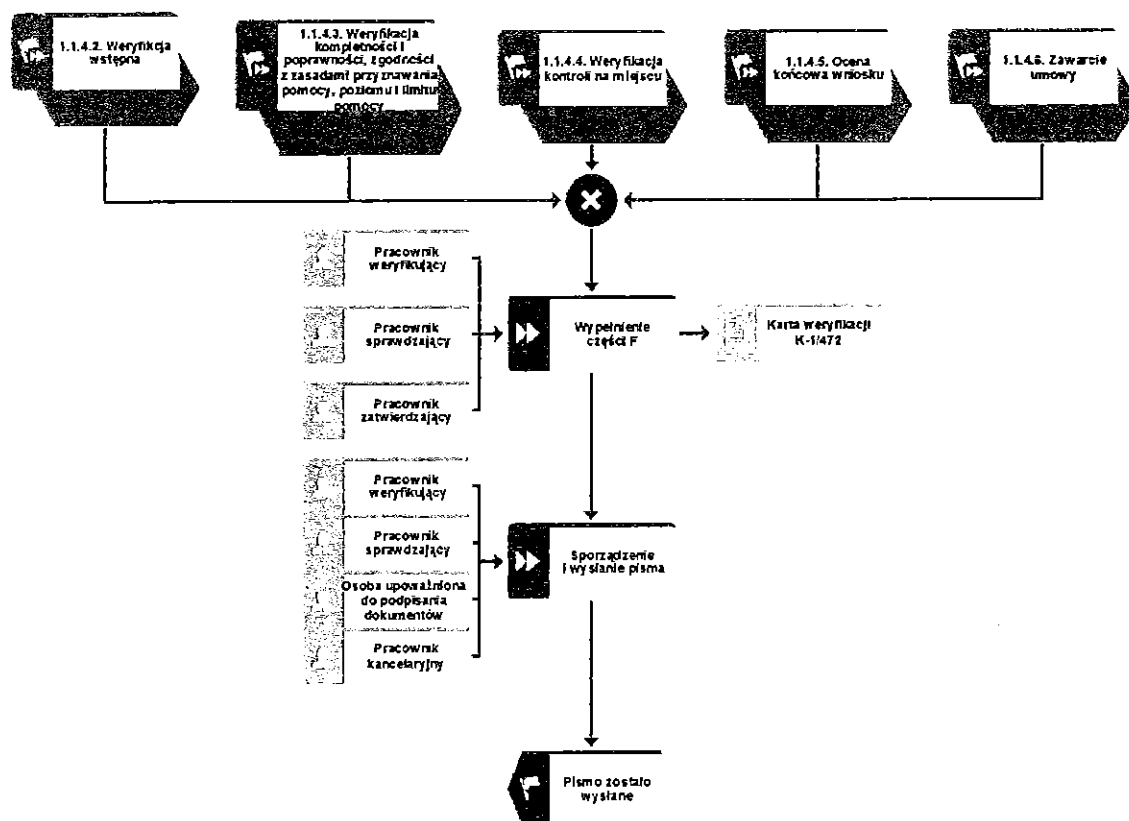 1.1.4.2. Weryfikcja
wstępna
1.1.4.3. Weryfikacja
kompletności i
poprawności, zgodności
z zasadami przyznawania
pomocy, poziomu i limitu
pomocy
1.1.4.4. Weryfikacja
kontroli na miejscu
1.1.4.5. Ocena
końcowa wniosku
1.1.4.6. Zawarcie
umowy
Pracownik
weryfikujący
Pracownik
sprawdzający
Pracownik
zatwierdzający
Wypełnienie
części F
Karta weryfikacji
K-1/472
Pracownik
weryfikujący
Pracownik
sprawdzający
Osoba upoważniona
do podpisania
dokumentów
Pracownik
kancelaryjny
Sporządzenie
i wysłanie pisma
Pismo zostało
wysłane